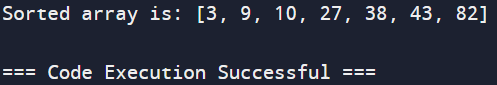 Sorted array is: [3, 9, 10, 27, 38, 43, 82]
=== Code Execution Successful ===